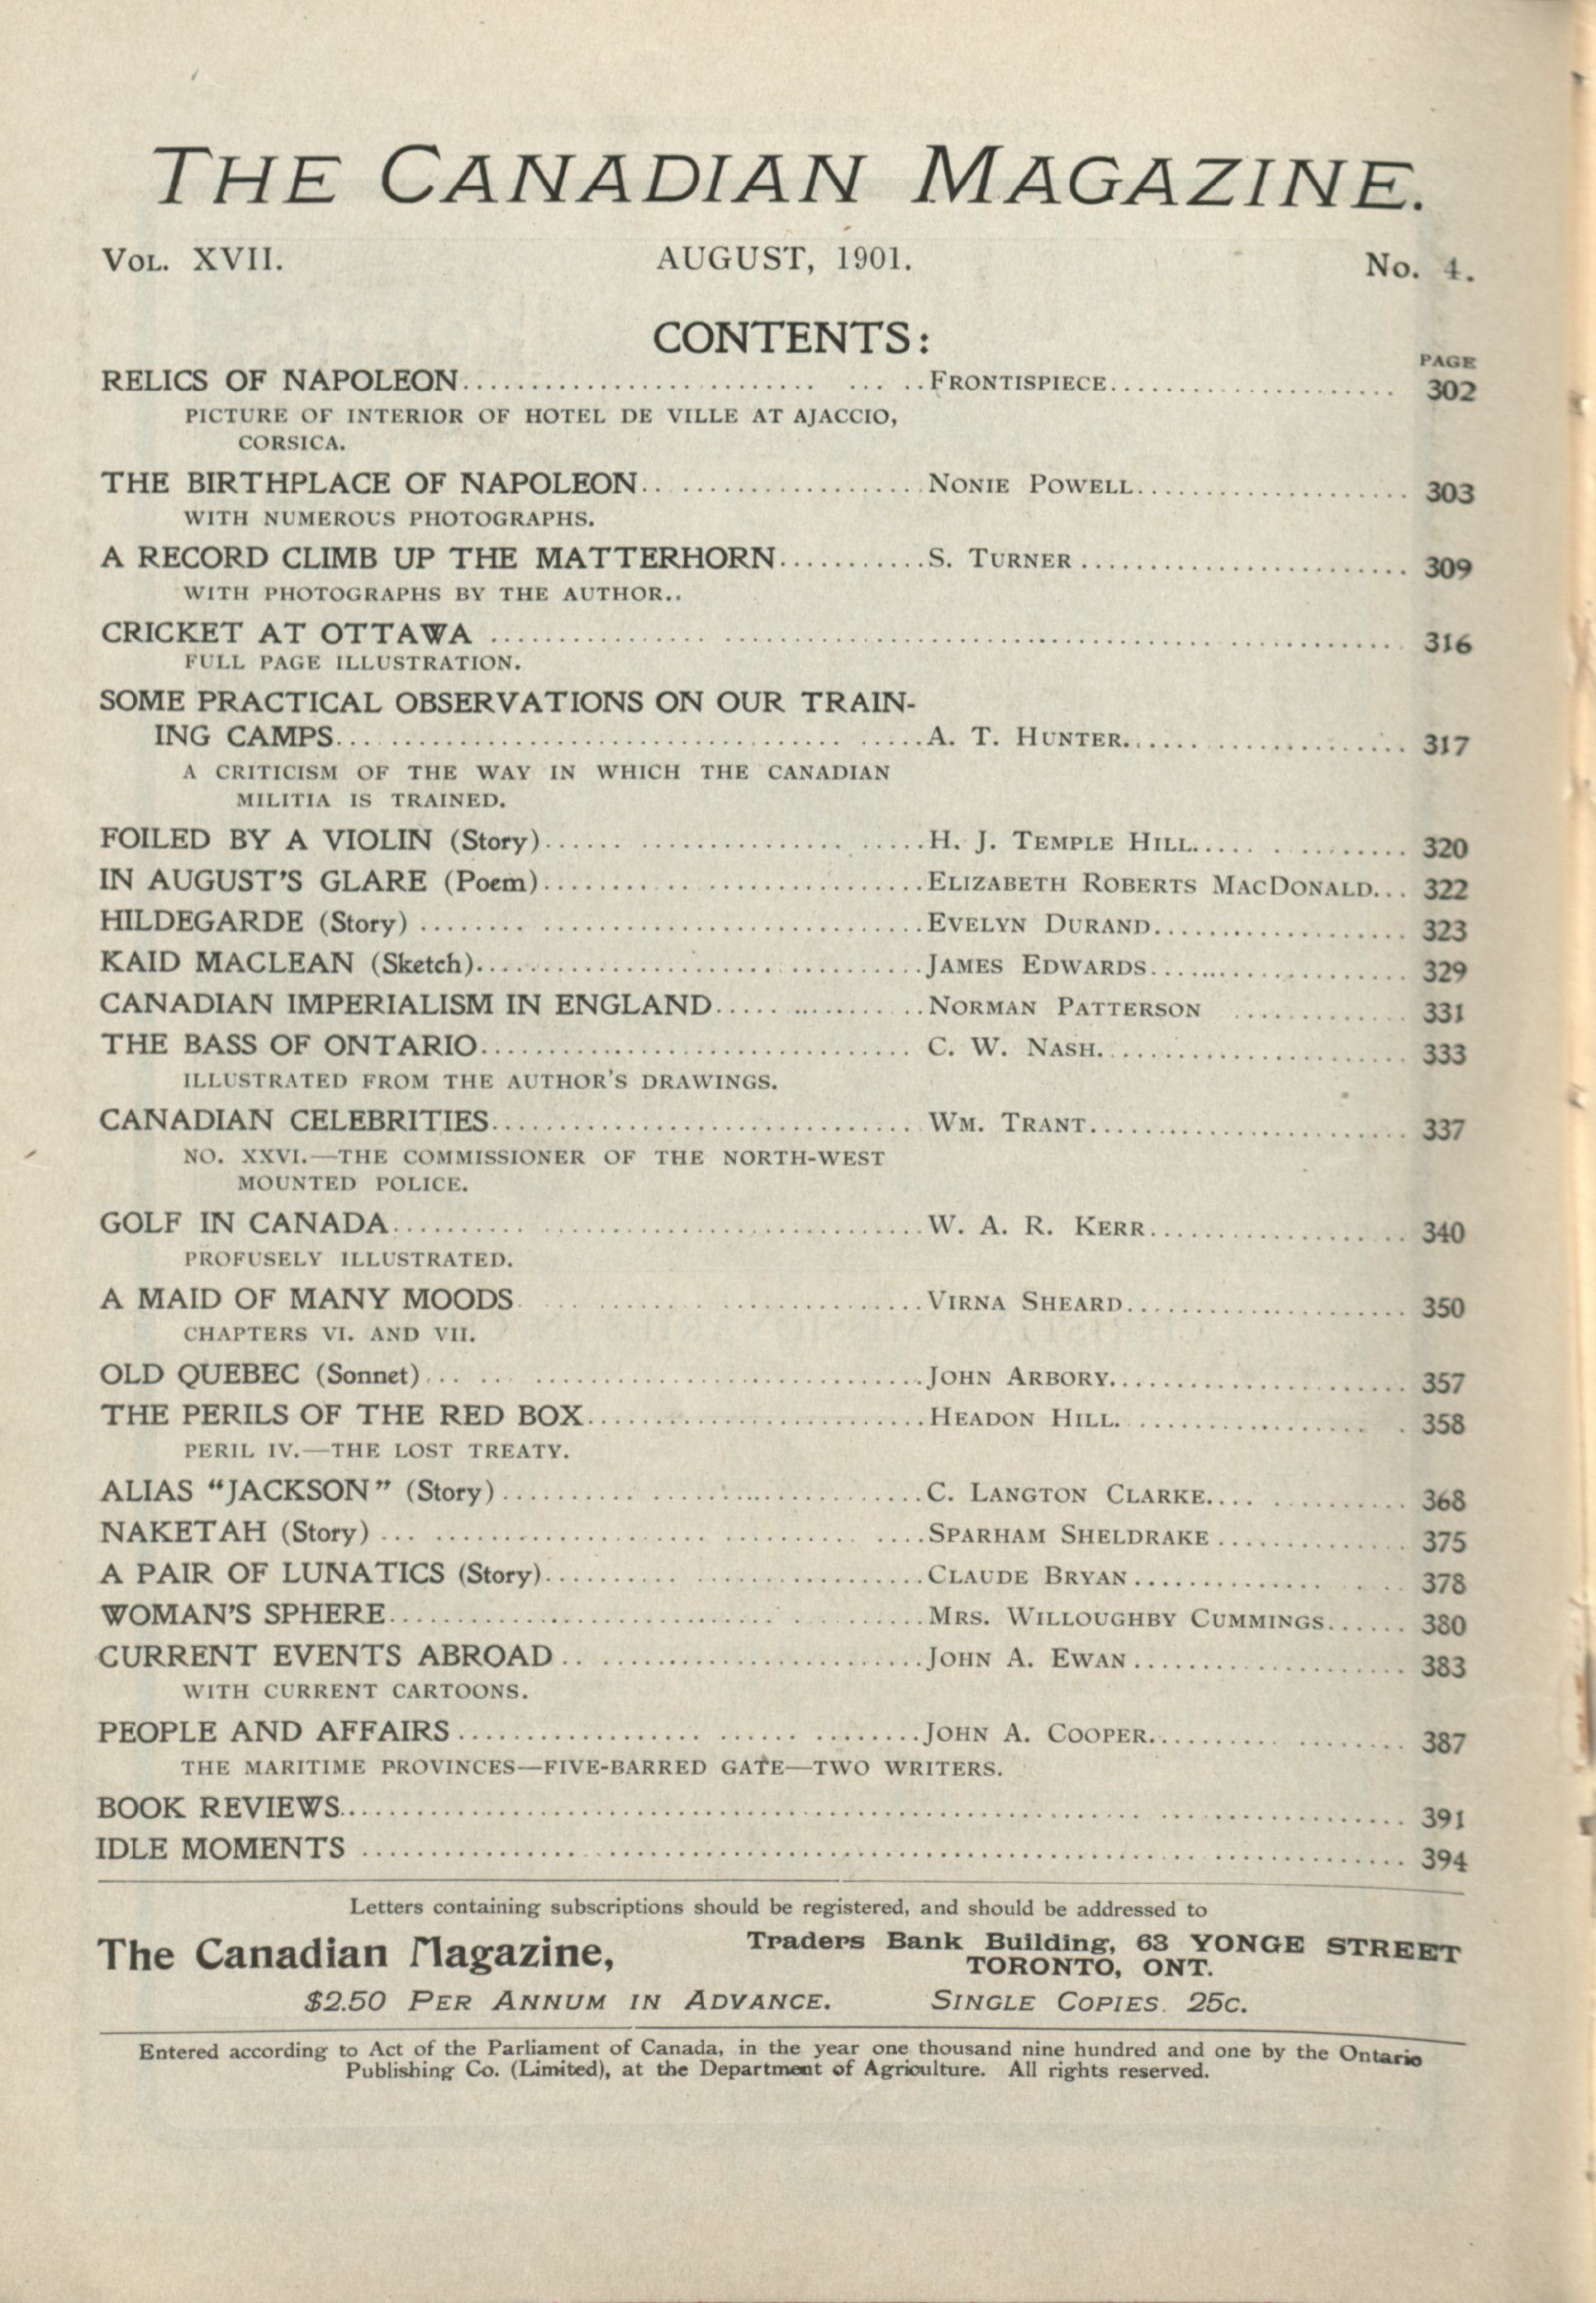 THE CANADIAN MAGAZINE.
VOL. XVII. AUGUST, 1901. No. 4.
CONTENTS:
PAGE
RELICS OF NAPOLEON.......... FRONTISPIECE.......... 302
PICTURE OF INTERIOR OF HOTEL DE VILLE AT AJACCIO,
CORSICA.
THE BIRTHPLACE OF NAPOLEON.......... NONIE POWELL.......... 303
WITH NUMEROUS PHOTOGRAPHS.
A RECORD CLIMB UP THE MATTERHORN.......... S. TURNER.......... 309
WITH PHOTOGRAPHS BY THE AUTHOR..
CRICKET AT OTTAWA .......... 316
FULL PAGE ILLUSTRATION.
SOME PRACTICAL OBSERVATIONS ON OUR TRAIN-
ING CAMPS.......... A. T. HUNTER.......... 317
A CRITICISM OF THE WAY IN WHICH THE CANADIAN
MILITIA IS TRAINED.
FOILED BY A VIOLIN (Story).......... H. J. TEMPLE HILL.......... 320
IN AUGUST'S GLARE (Poem).......... ELIZABETH ROBERTS MACDONALD... 322
HILDEGARDE (Story) .......... EVELYN DURAND.......... 323
KAID MACLEAN (Sketch).......... JAMES EDWARDS.......... 329
CANADIAN IMPERIALISM IN ENGLAND.......... NORMAN PATTERSON .......... 331
THE BASS OF ONTARIO.......... C. W. NASH.......... 333
ILLUSTRATED FROM THE AUTHOR'S DRAWINGS.
CANADIAN CELEBRITIES.......... WM. TRANT.......... 337
NO. XXVI.—THE COMMISSIONER OF THE NORTH-WEST
MOUNTED POLICE.
GOLF IN CANADA.......... W. A. R. KERR.......... 340
PROFUSELY ILLUSTRATED.
A MAID OF MANY MOODS.......... VIRNA SHEARD.......... 350
CHAPTERS VI. AND VII.
OLD QUEBEC (Sonnet).......... JOHN ARBORY.......... 357
THE PERILS OF THE RED BOX.......... HEADON HILL.......... 358
PERIL IV.—THE LOST TREATY.
ALIAS "JACKSON" (Story).......... C. LANGTON CLARKE.......... 368
NAKETAH (Story) .......... SPARHAM SHELDRAKE.......... 375
A PAIR OF LUNATICS (Story).......... CLAUDE BRYAN.......... 378
WOMAN'S SPHERE.......... MRS. WILLOUGHBY CUMMINGS...... 380
CURRENT EVENTS ABROAD.......... JOHN A. EWAN.......... 383
WITH CURRENT CARTOONS.
PEOPLE AND AFFAIRS.......... JOHN A. COOPER.......... 387
THE MARITIME PROVINCES—FIVE-BARRED GATE—TWO WRITERS.
BOOK REVIEWS.......... 391
IDLE MOMENTS .......... 394
Letters containing subscriptions should be registered, and should be addressed to
The Canadian Magazine, Traders Bank Building, 63 YONGE STREET
TORONTO, ONT.
$2.50 PER ANNUM IN ADVANCE. SINGLE COPIES. 25C.
Entered according to Act of the Parliament of Canada, in the year one thousand nine hundred and one by the Ontario
Publishing Co. (Limited), at the Department of Agriculture. All rights reserved.